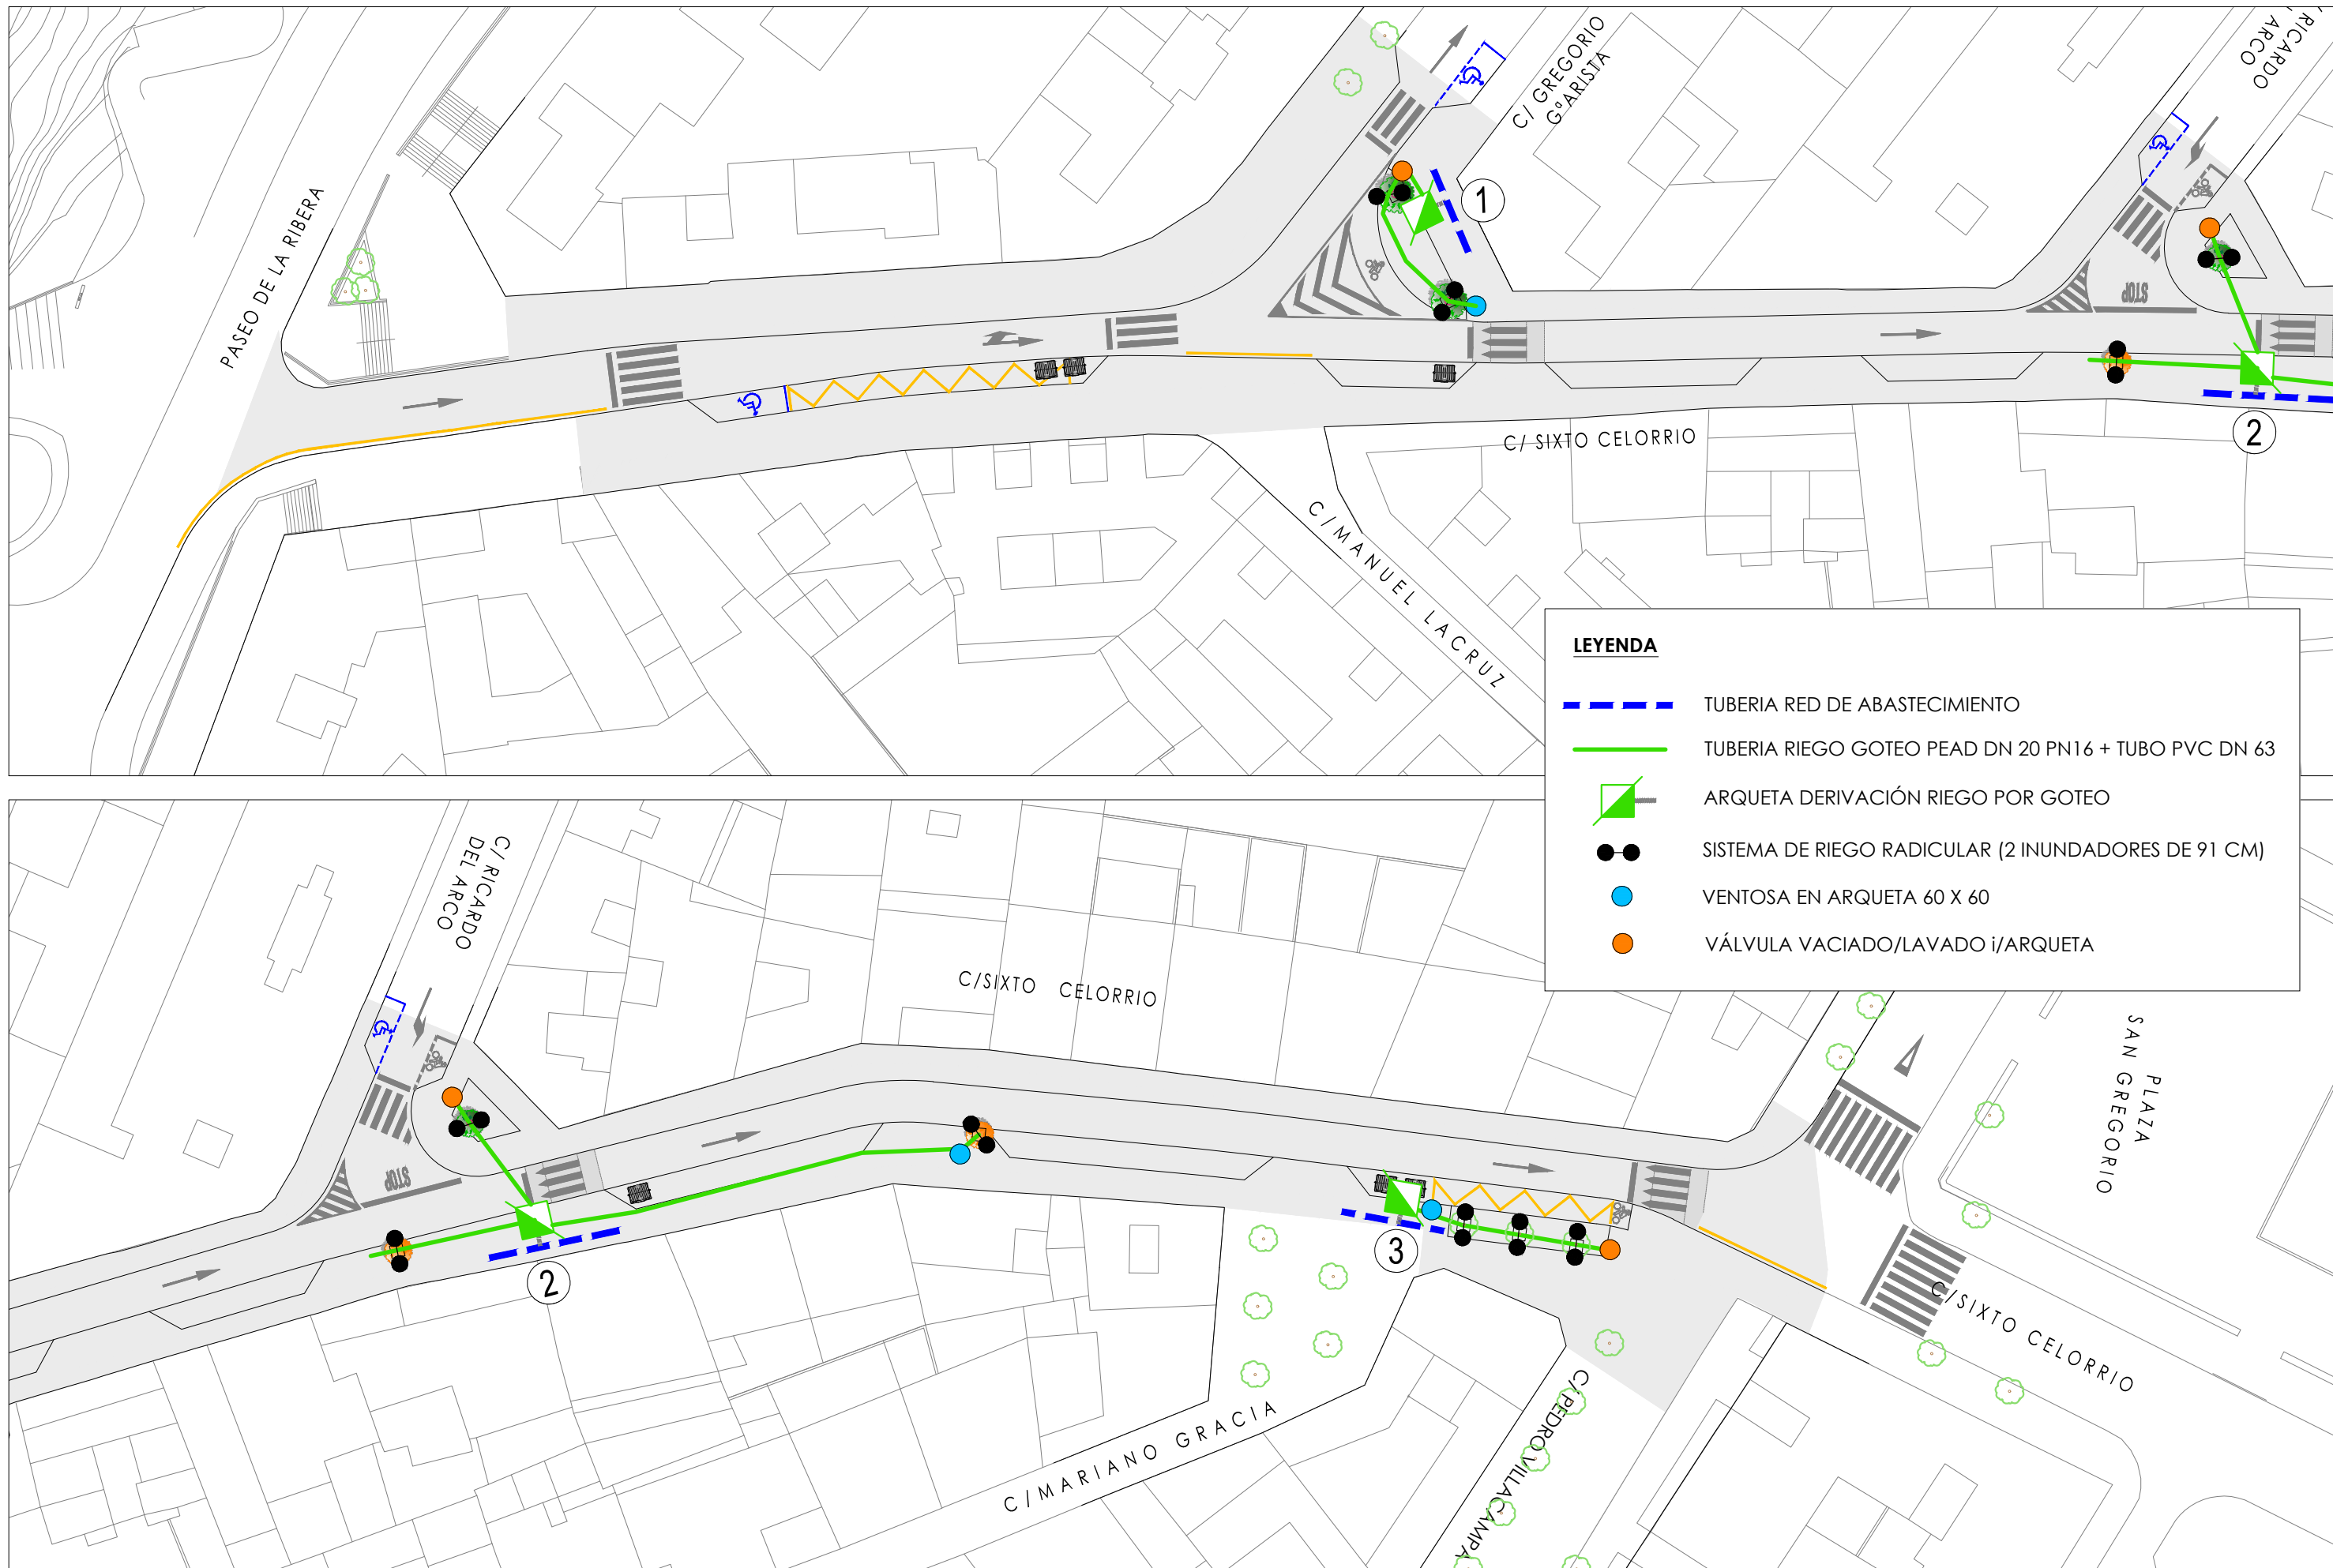 PASEO DE LA RIBERA
C/ GREGORIO
GªARISTA
RICARDO
ARCO
1
STOP
2
C/ SIXTO CELORRIO
C/MANUEL LACRUZ
LEYENDA
TUBERIA RED DE ABASTECIMIENTO
TUBERIA RIEGO GOTEO PEAD DN 20 PN16 + TUBO PVC DN 63
ARQUETA DERIVACIÓN RIEGO POR GOTEO
SISTEMA DE RIEGO RADICULAR (2 INUNDADORES DE 91 CM)
VENTOSA EN ARQUETA 60 X 60
VÁLVULA VACIADO/LAVADO i/ARQUETA
C/ RICARDO
DEL ARCO
C/SIXTO CELORRIO
STOP
2
3
PLAZA
SAN GREGORIO
C/SIXTO CELORRIO
C/MARIANO GRACIA
C/PEDRO VILLACAMPA